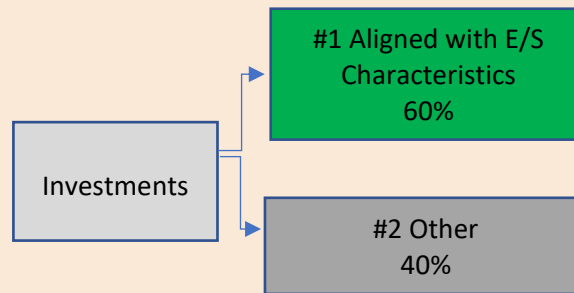 #1 Aligned with E/S
Characteristics
60%
Investments
#2 Other
40%